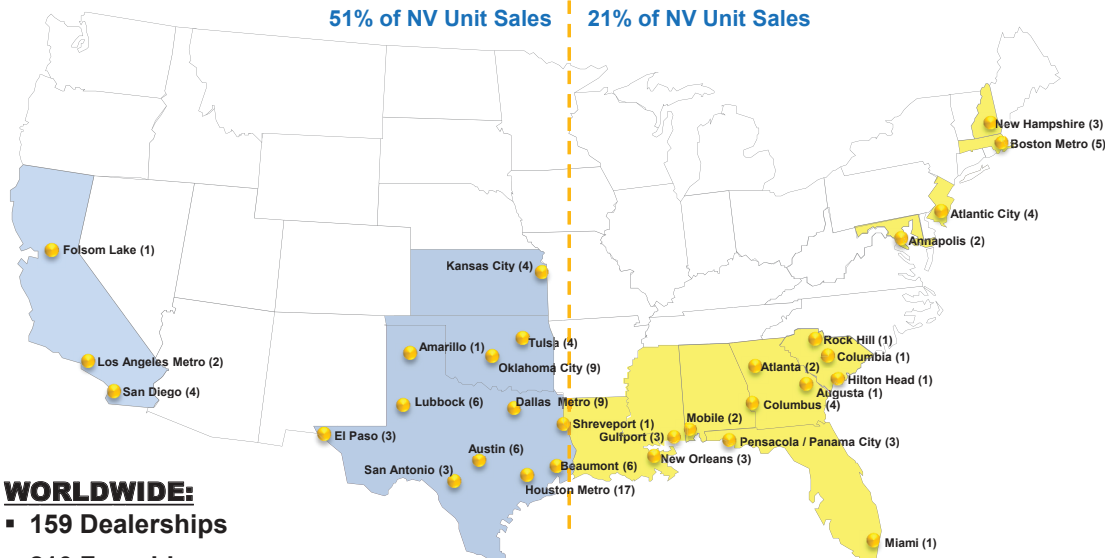 51% of NV Unit Sales
21% of NV Unit Sales
New Hampshire (3)
Boston Metro (5)
Atlantic City (4)
Annapolis (2)
Folsom Lake (1)
Kansas City (4)
Los Angeles Metro (2)
San Diego (4)
Amarillo (1)
Tulsa (4)
Oklahoma City (9)
Rock Hill (1)
Columbia (1)
Atlanta (2)
Hilton Head (1)
Augusta (1)
Columbus (4)
Lubbock (6)
Dallas Metro (9)
Shreveport (1)
Mobile (2)
Gulfport (3)
Pensacola / Panama City (3)
El Paso (3)
Austin (6)
New Orleans (3)
San Antonio (3)
Beaumont (6)
Houston Metro (17)
Miami (1)
WORLDWIDE:
▪ 159 Dealerships